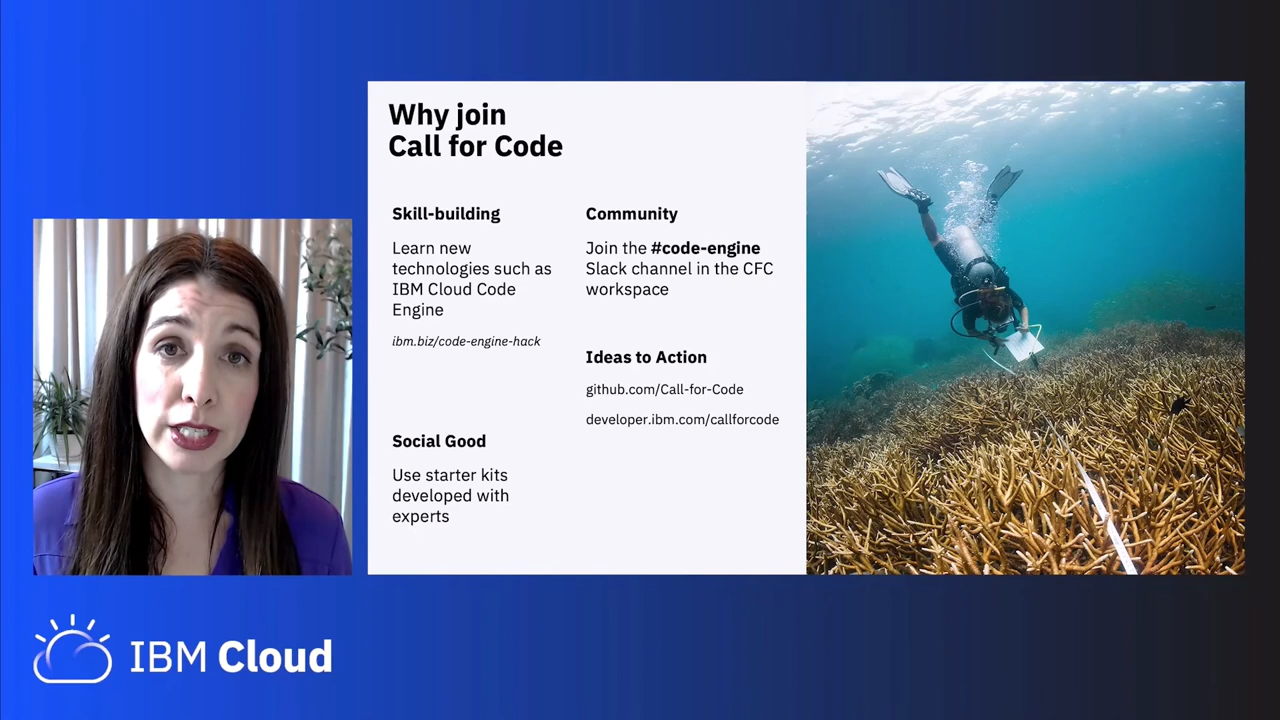 Why join
Call for Code
Skill-building
Learn new
technologies such as
IBM Cloud Code
Engine
ibm.biz/code-engine-hack
Social Good
Use starter kits
developed with
experts
Community
Join the #code-engine
Slack channel in the CFC
workspace
Ideas to Action
github.com/Call-for-Code
developer.ibm.com/callforcode
IBM Cloud